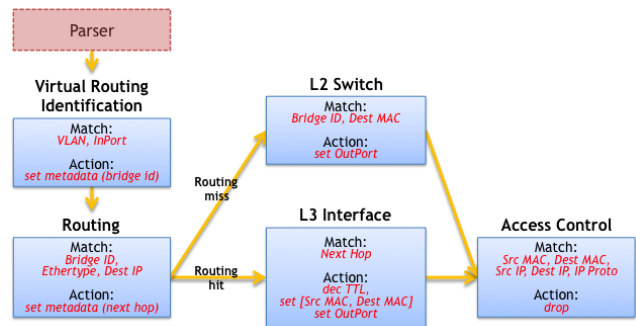 Parser
Virtual Routing
Identification
Match:
VLAN, InPort
Action:
set metadata (bridge id)
Routing
Match:
Bridge ID,
Ethertype, Dest IP
Action:
set metadata (next hop)
Routing
miss
Routing
hit
L2 Switch
Match:
Bridge ID, Dest MAC
Action:
set OutPort
L3 Interface
Match:
Next Hop
Action:
dec TTL,
set [Src MAC, Dest MAC]
set OutPort
Access Control
Match:
Src MAC, Dest MAC,
Src IP, Dest IP, IP Proto
Action:
drop